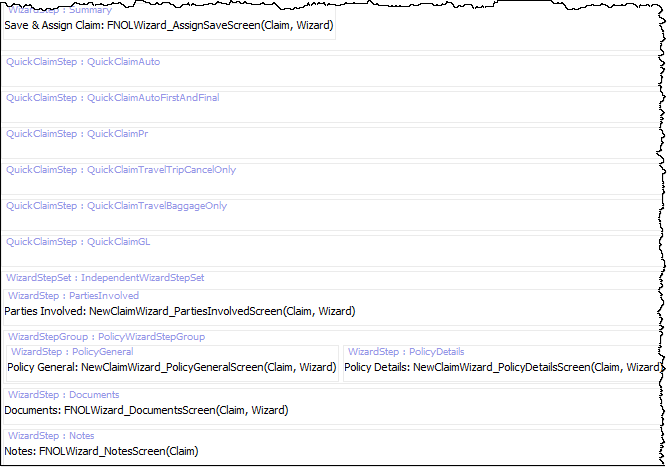 WizardStep : Summary
Save & Assign Claim: FNOLWizard_AssignSaveScreen(Claim, Wizard)
QuickClaimStep : QuickClaimAuto
QuickClaimStep : QuickClaimAutoFirstAndFinal
QuickClaimStep : QuickClaimPr
QuickClaimStep : QuickClaimTravelTripCancelOnly
QuickClaimStep : QuickClaimTravelBaggageOnly
QuickClaimStep : QuickClaimGL
WizardStepSet : IndependentWizardStepSet
WizardStep : PartiesInvolved
Parties Involved: NewClaimWizard_PartiesInvolvedScreen(Claim, Wizard)
WizardStepGroup : PolicyWizardStepGroup
WizardStep : PolicyGeneral WizardStep : PolicyDetails
Policy General: NewClaimWizard_PolicyGeneralScreen(Claim, Wizard) Policy Details: NewClaimWizard_PolicyDetailsScreen(Claim, Wizard)
WizardStep : Documents
Documents: FNOLWizard_DocumentsScreen(Claim, Wizard)
WizardStep : Notes
Notes: FNOLWizard_NotesScreen(Claim)